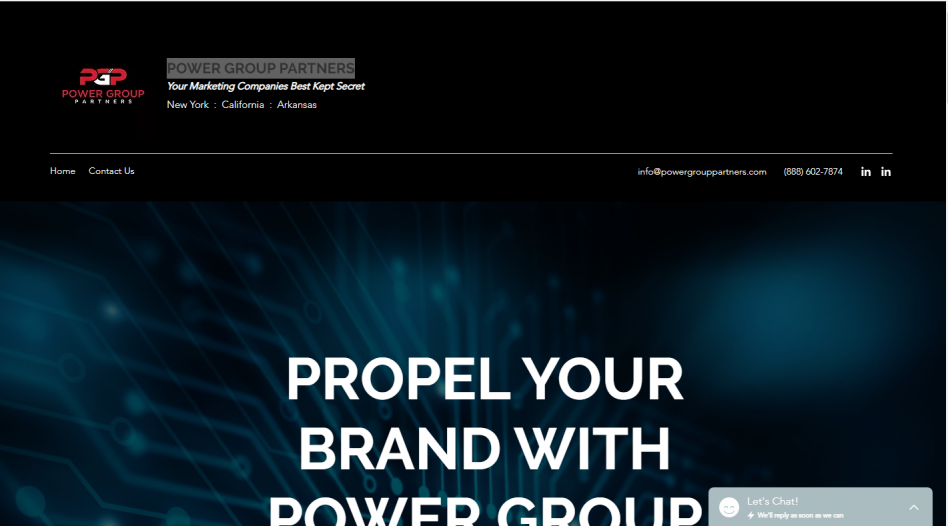 PGP
POWER GROUP
PARTNERS
POWER GROUP PARTNERS
Your Marketing Companies Best Kept Secret
New York : California : Arkansas
Home Contact Us
info@powergrouppartners.com (888) 602-7874 in in
PROPEL YOUR
BRAND WITH
POWER GROUP
Let's Chat!
We'll reply as soon as we can